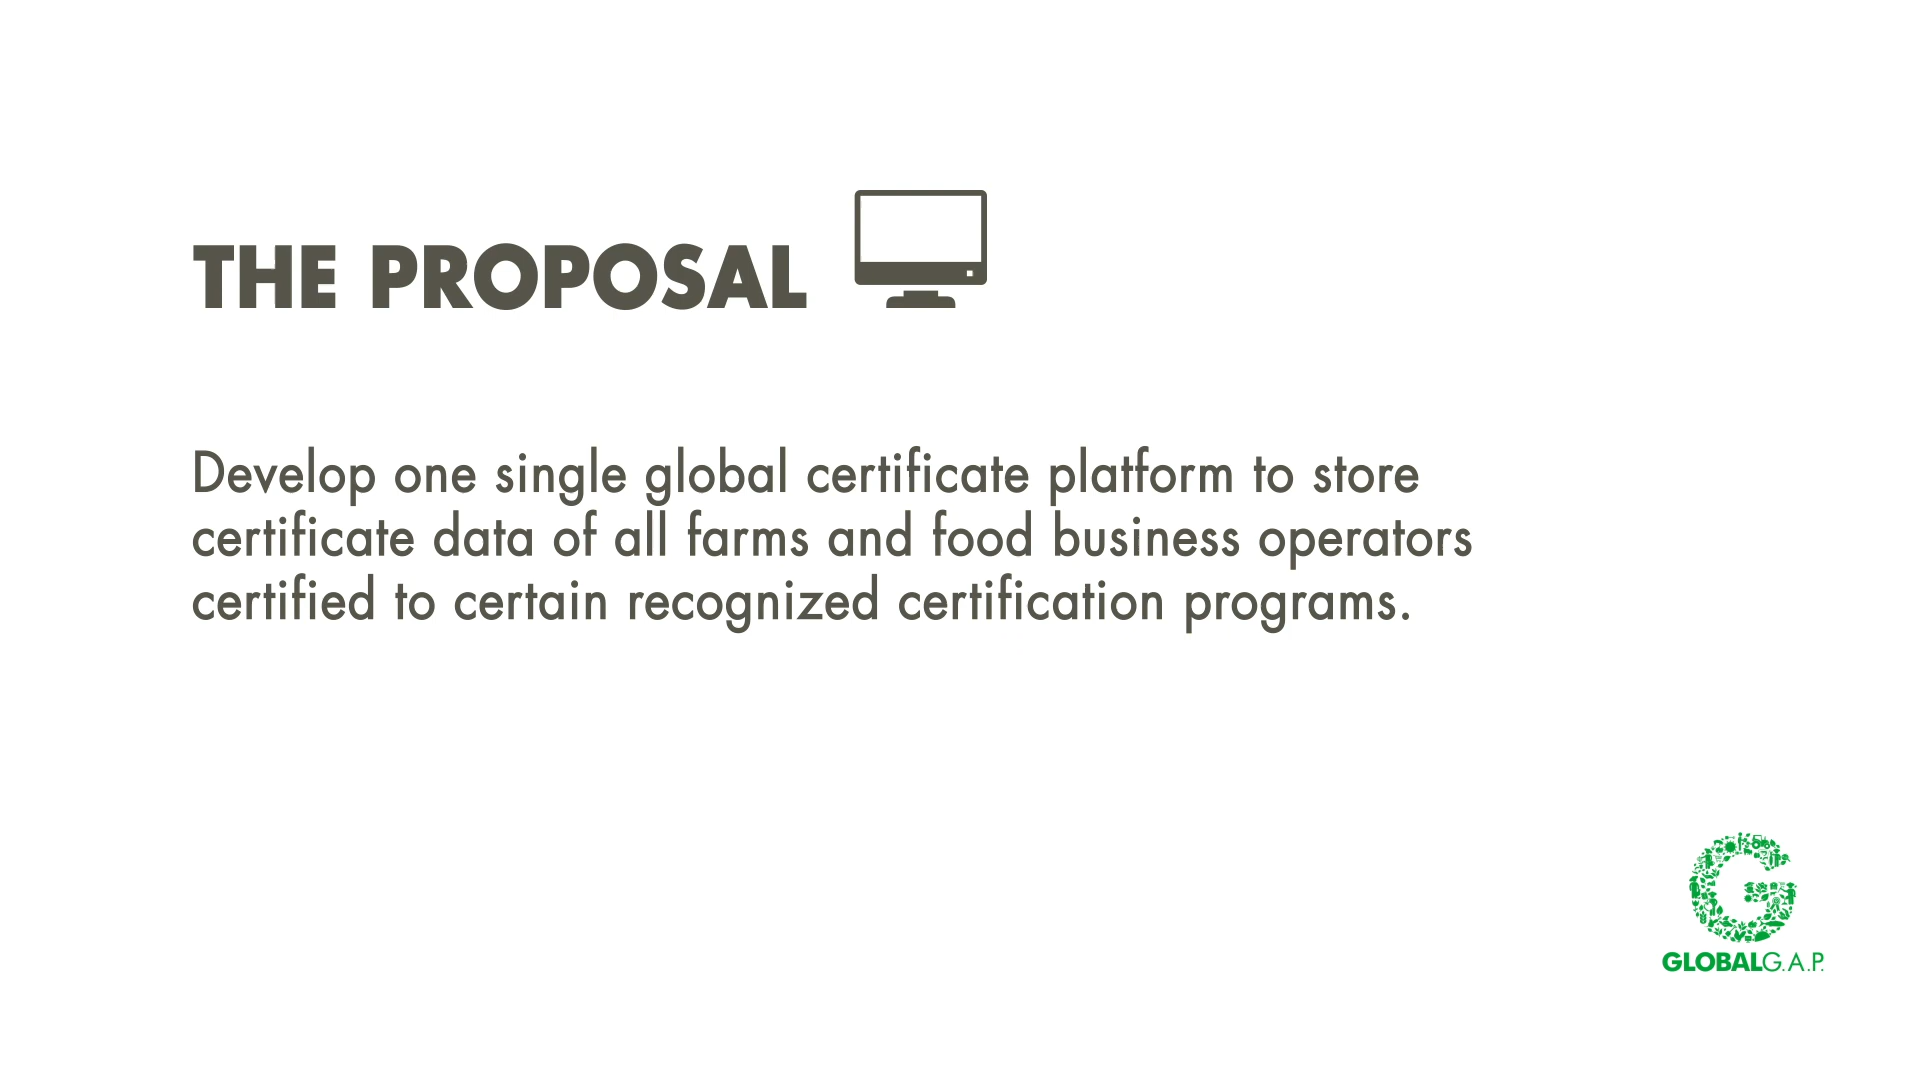 THE PROPOSAL
Develop one single global certificate platform to store
certificate data of all farms and food business operators
certified to certain recognized certification programs.
GLOBALG.A.P.